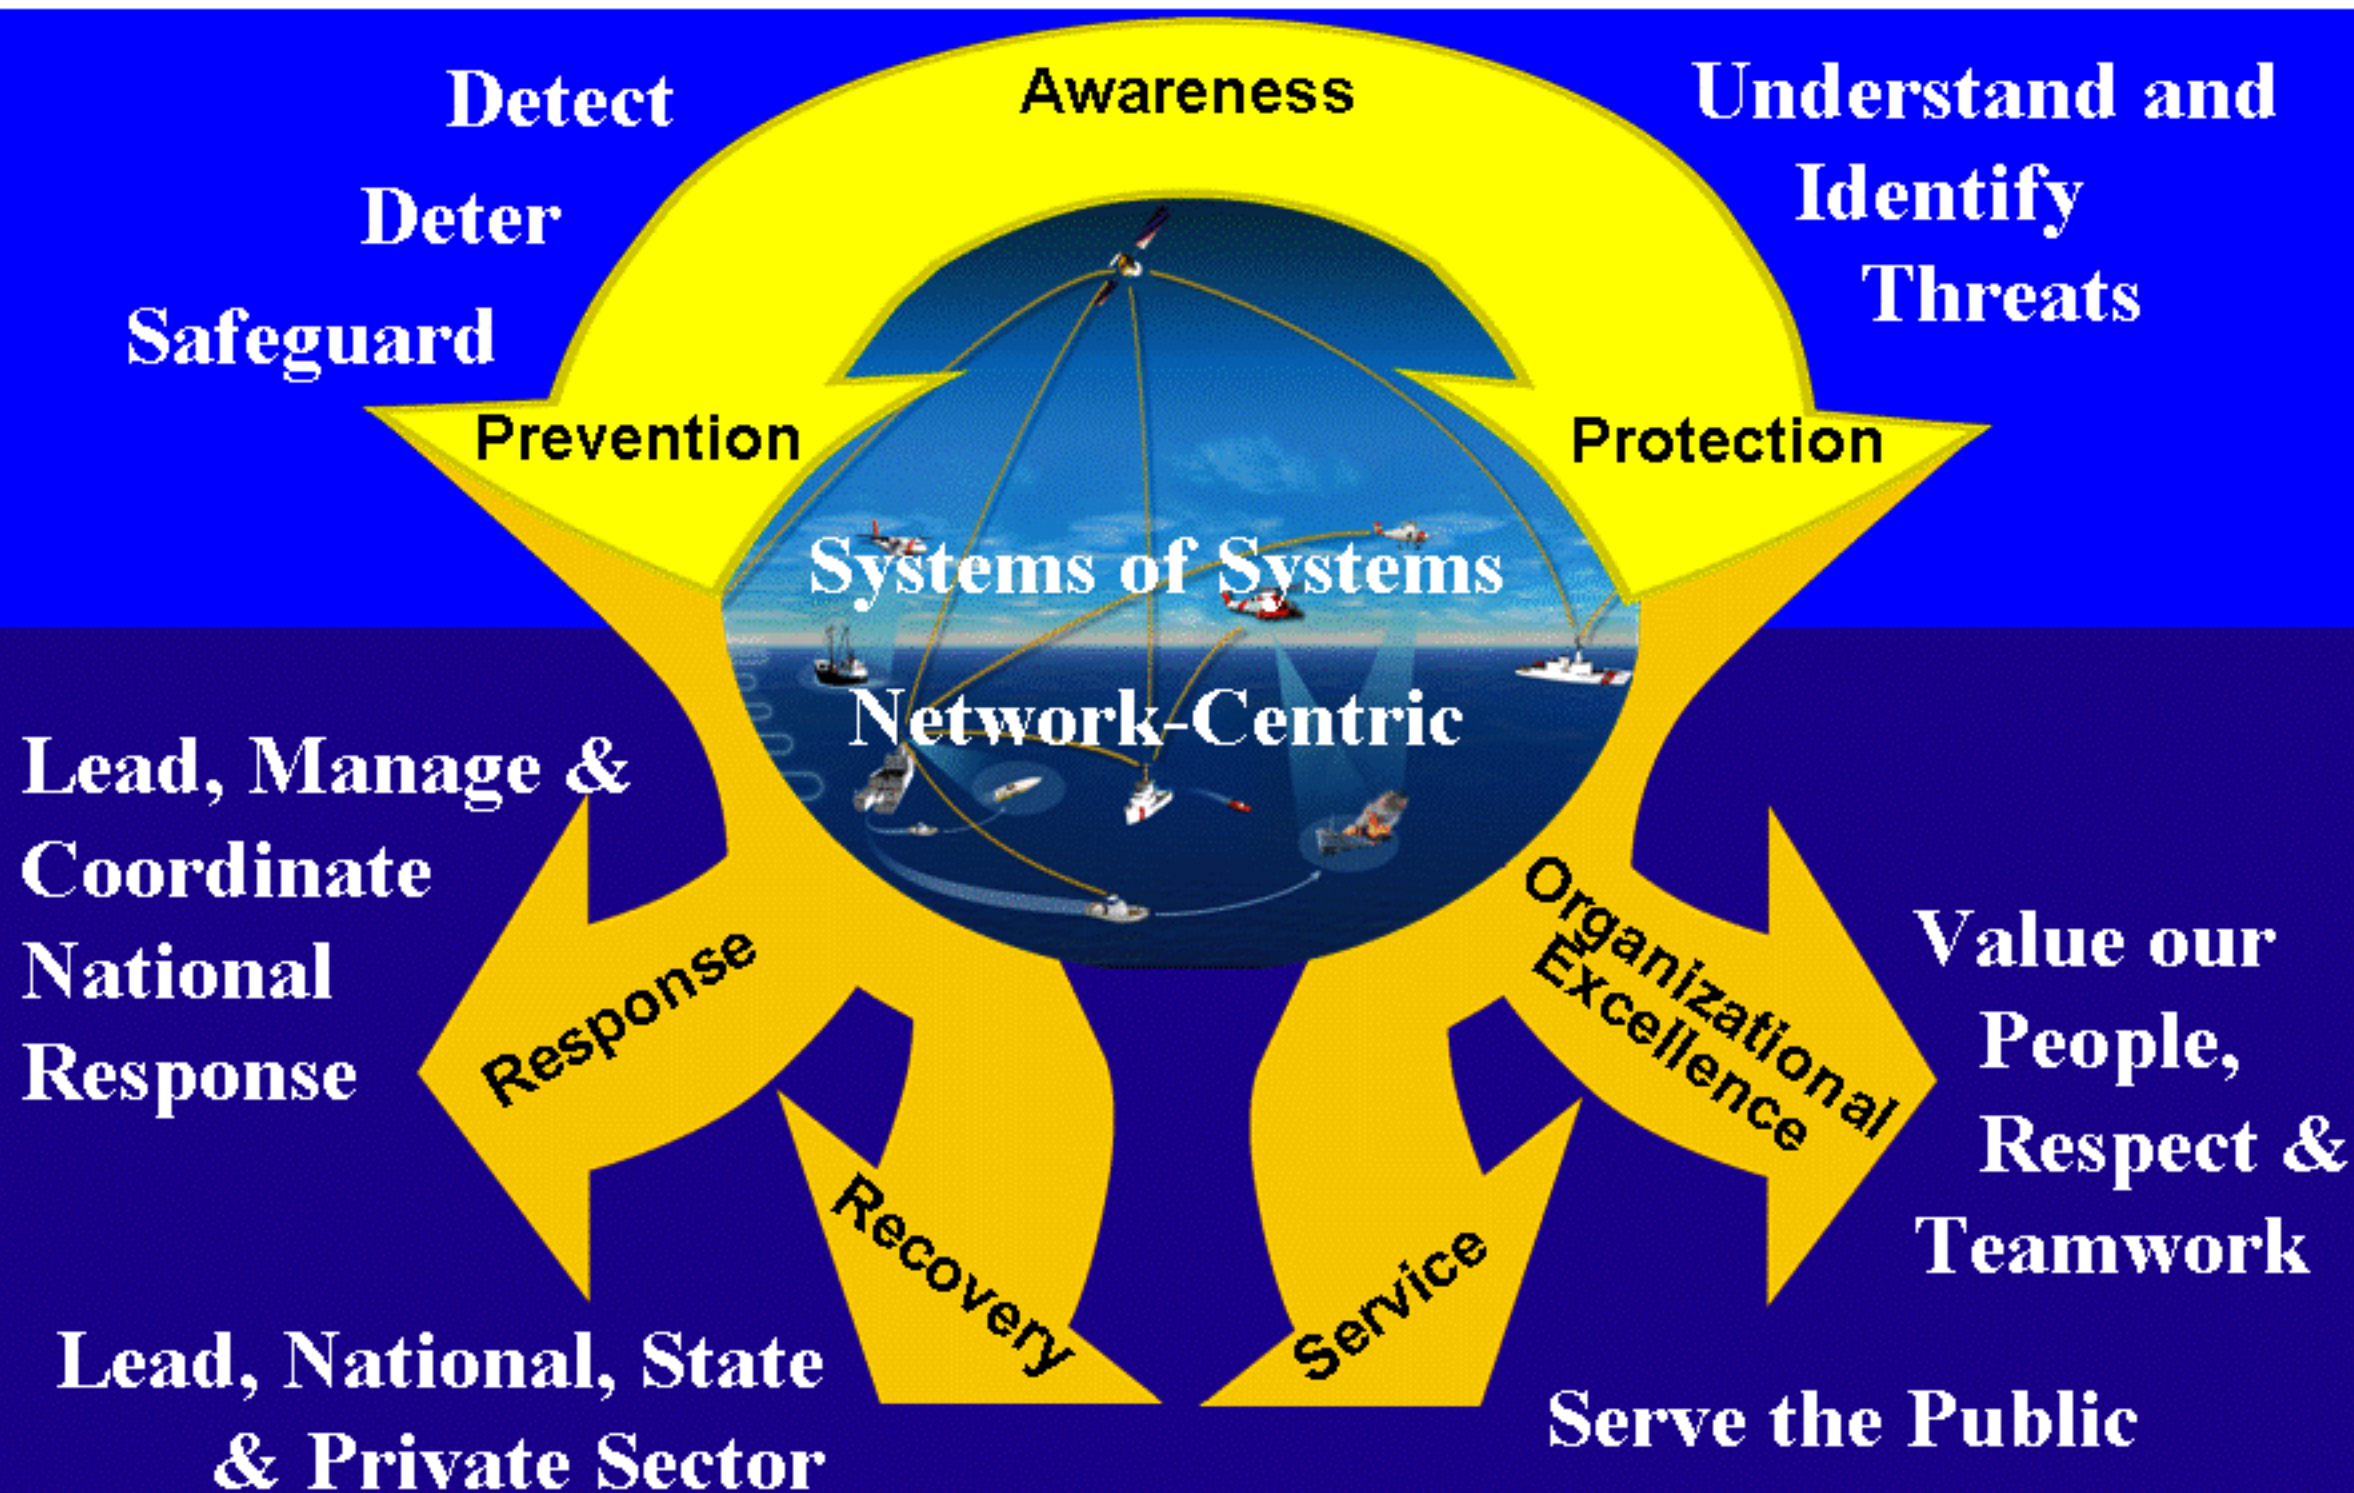 Awareness
Detect
Deter
Safeguard
Understand and
Identify
Threats
Prevention
Protection
Systems of Systems
Network-Centric
Lead, Manage &
Coordinate
National
Response
Response
Organizational
Excellence
Value our
People,
Respect &
Teamwork
Recovery
Service
Lead, National, State
& Private Sector
Serve the Public